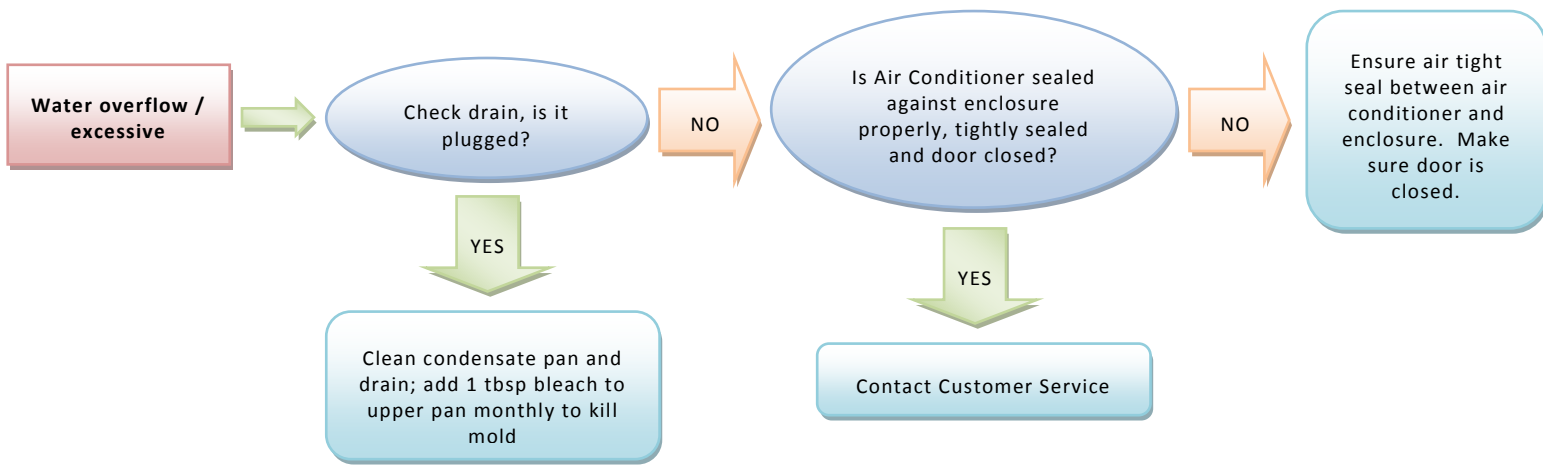 Water overflow /
excessive
Check drain, is it
plugged?
NO
Is Air Conditioner sealed
against enclosure
properly, tightly sealed
and door closed?
NO
Ensure air tight
seal between air
conditioner and
enclosure. Make
sure door is
closed.
YES
Clean condensate pan and
drain; add 1 tbsp bleach to
upper pan monthly to kill
mold
YES
Contact Customer Service